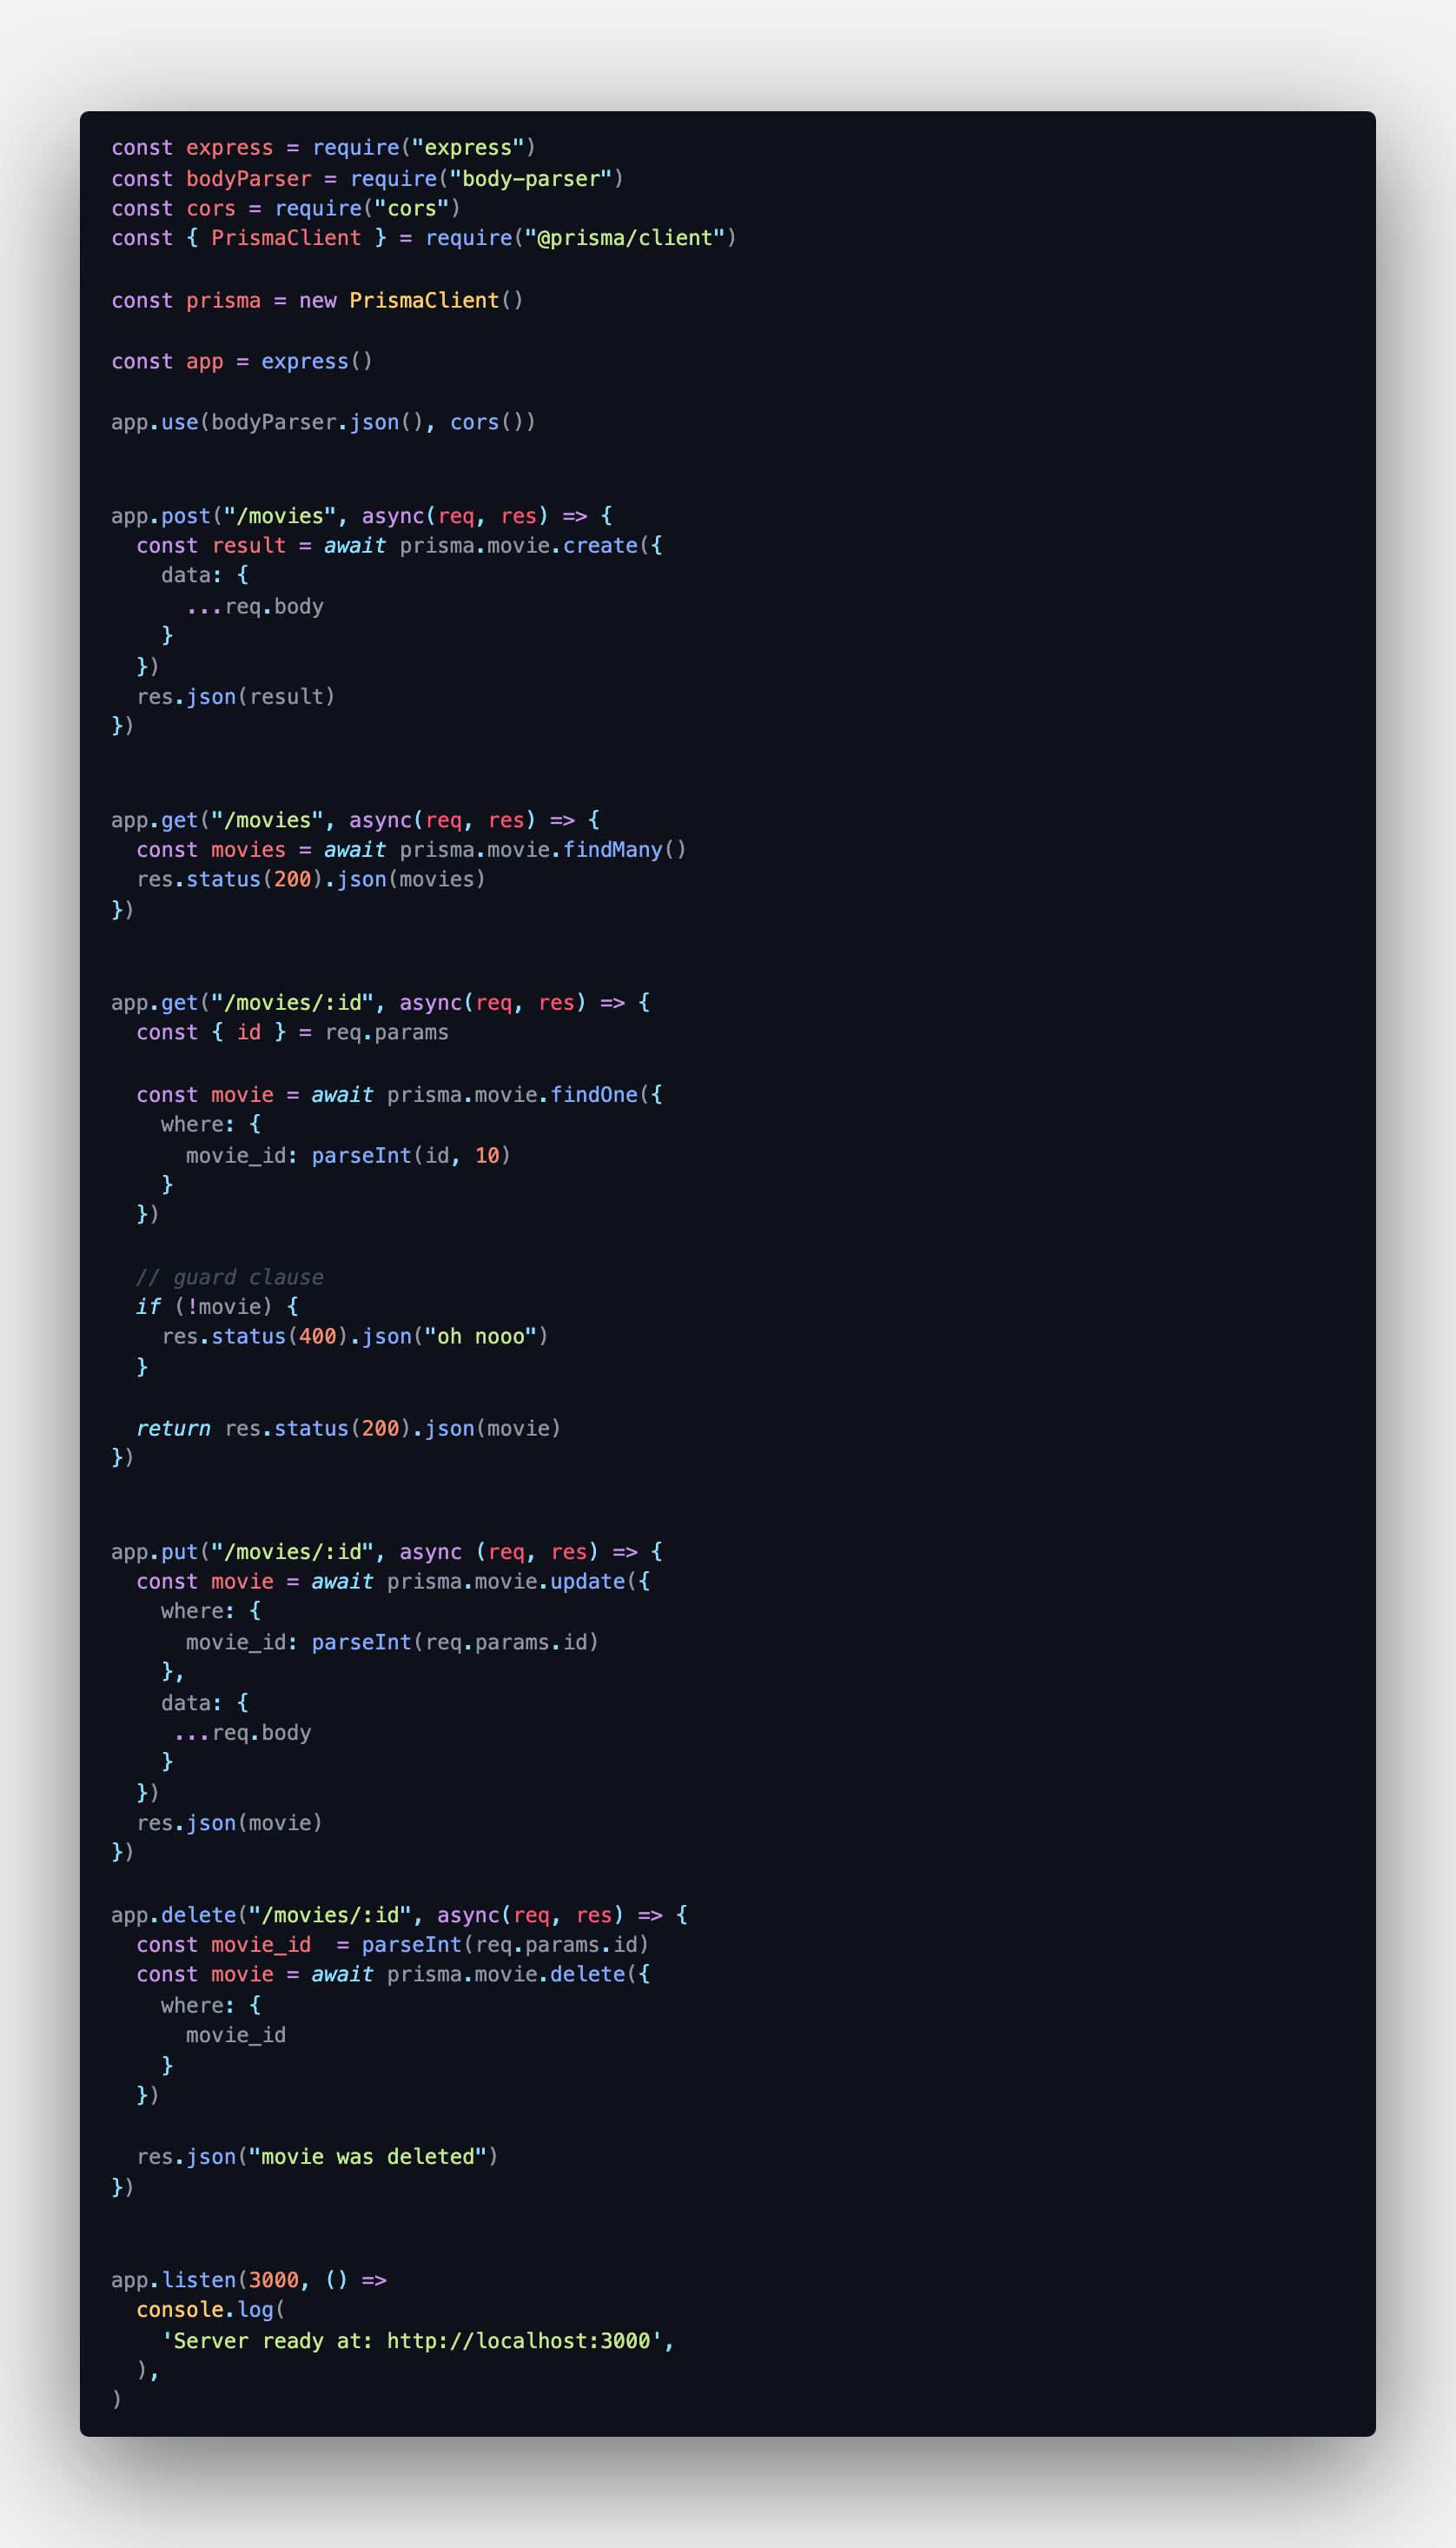 const express = require("express")
const bodyParser = require("body-parser")
const cors = require("cors")
const { PrismaClient } = require("@prisma/client")

const prisma = new PrismaClient()

const app = express()

app.use(bodyParser.json(), cors())


app.post("/movies", async(req, res) => {
  const result = await prisma.movie.create({
    data: {
      ...req.body
    }
  })
  res.json(result)
})


app.get("/movies", async(req, res) => {
  const movies = await prisma.movie.findMany()
  res.status(200).json(movies)
})


app.get("/movies/:id", async(req, res) => {
  const { id } = req.params

  const movie = await prisma.movie.findOne({
    where: {
      movie_id: parseInt(id, 10)
    }
  })

  // guard clause
  if (!movie) {
    res.status(400).json("oh nooo")
  }

  return res.status(200).json(movie)
})


app.put("/movies/:id", async (req, res) => {
  const movie = await prisma.movie.update({
    where: {
      movie_id: parseInt(req.params.id)
    },
    data: {
     ...req.body
    }
  })
  res.json(movie)
})

app.delete("/movies/:id", async(req, res) => {
  const movie_id  = parseInt(req.params.id)
  const movie = await prisma.movie.delete({
    where: {
      movie_id
    }
  })

  res.json("movie was deleted")
})


app.listen(3000, () =>
  console.log(
    'Server ready at: http://localhost:3000',
  ),
)